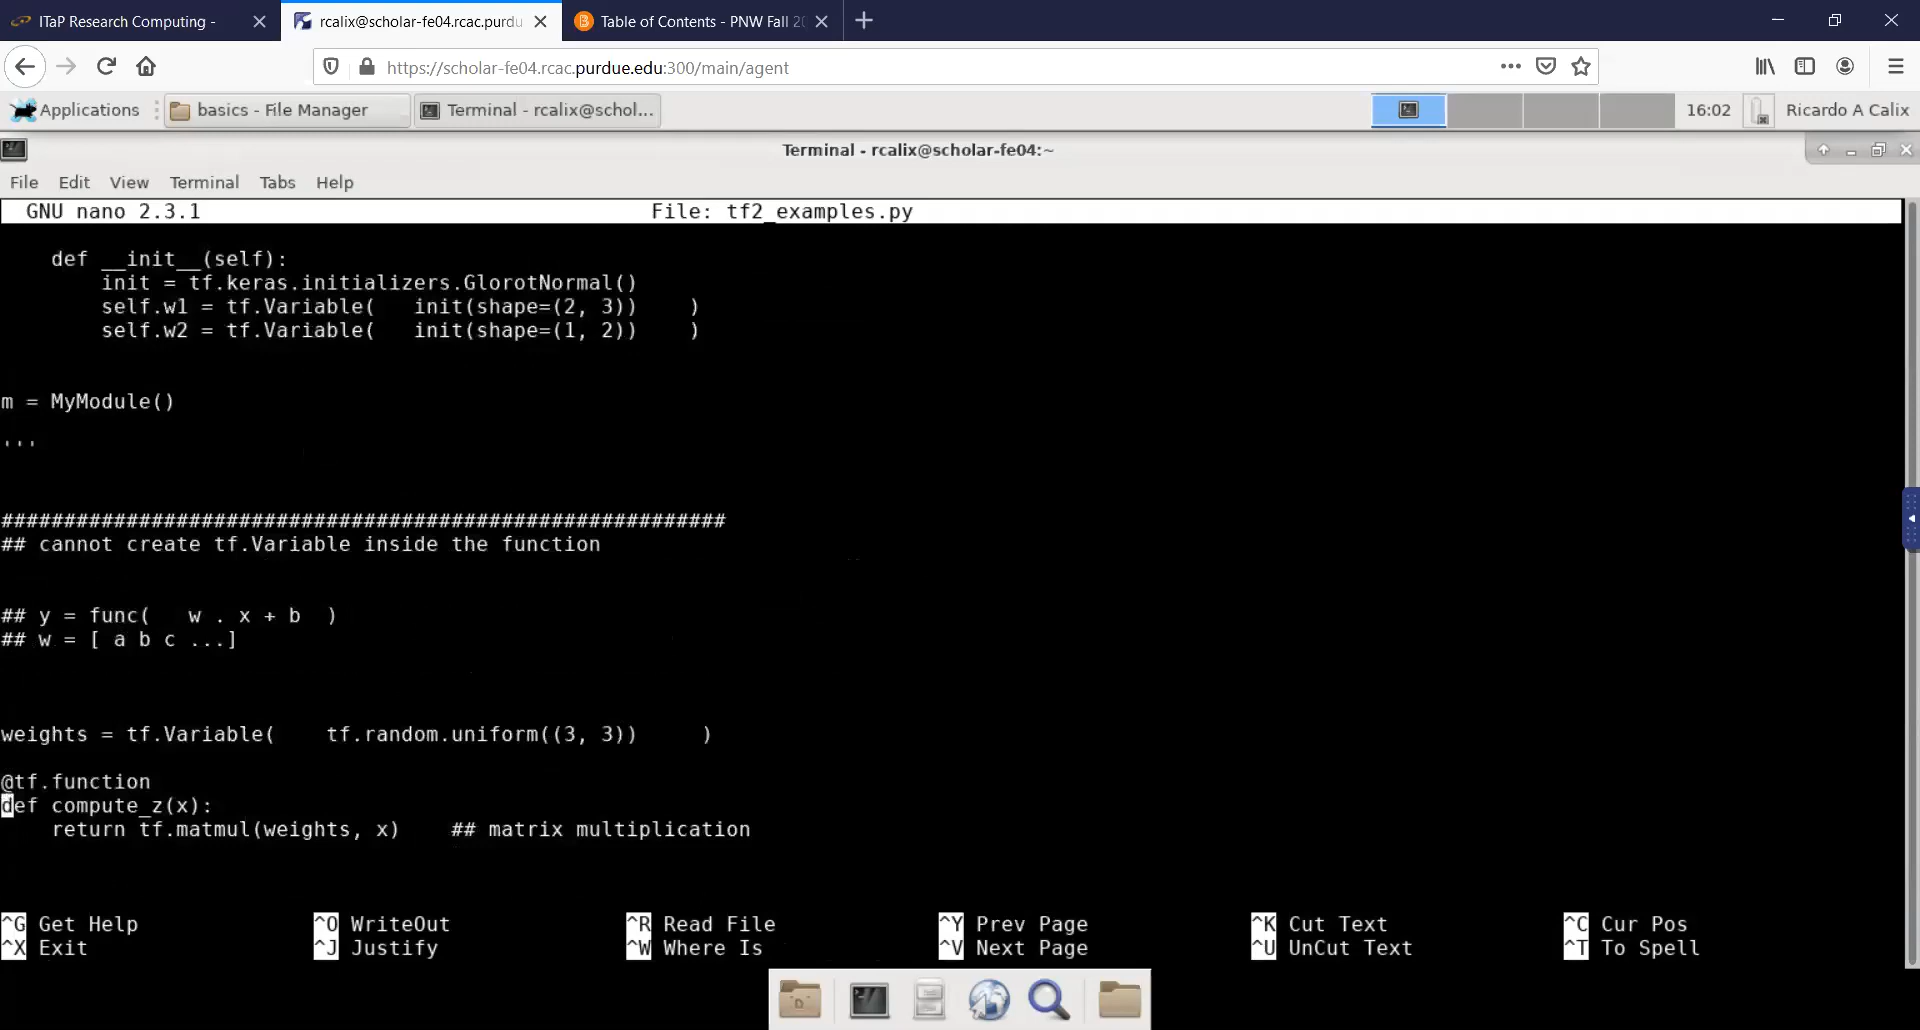 ITaP Research Computing -
rcalix@scholar-fe04.rcac.purdu
Table of Contents - PNW Fall 20
https://scholar-fe04.rcac.purdue.edu:300/main/agent
Applications
basics - File Manager
Terminal - rcalix@schol...
16:02
Ricardo A Calix
Terminal - rcalix@scholar-fe04:~
File Edit View Terminal Tabs Help
GNU nano 2.3.1 File: tf2_examples.py
def __init__(self):
init = tf.keras.initializers.GlorotNormal()
self.w1 = tf.Variable( init(shape=(2, 3)) )
self.w2 = tf.Variable( init(shape=(1, 2)) )
m = MyModule()
'''
##########################################################
## cannot create tf.Variable inside the function
## y = func( w . x + b )
## w = [ a b c ...]
weights = tf.Variable( tf.random.uniform((3, 3)) )
@tf.function
def compute_z(x):
return tf.matmul(weights, x) ## matrix multiplication
^G Get Help ^O WriteOut ^R Read File ^Y Prev Page ^K Cut Text ^C Cur Pos
^X Exit ^J Justify ^W Where Is ^V Next Page ^U UnCut Text ^T To Spell